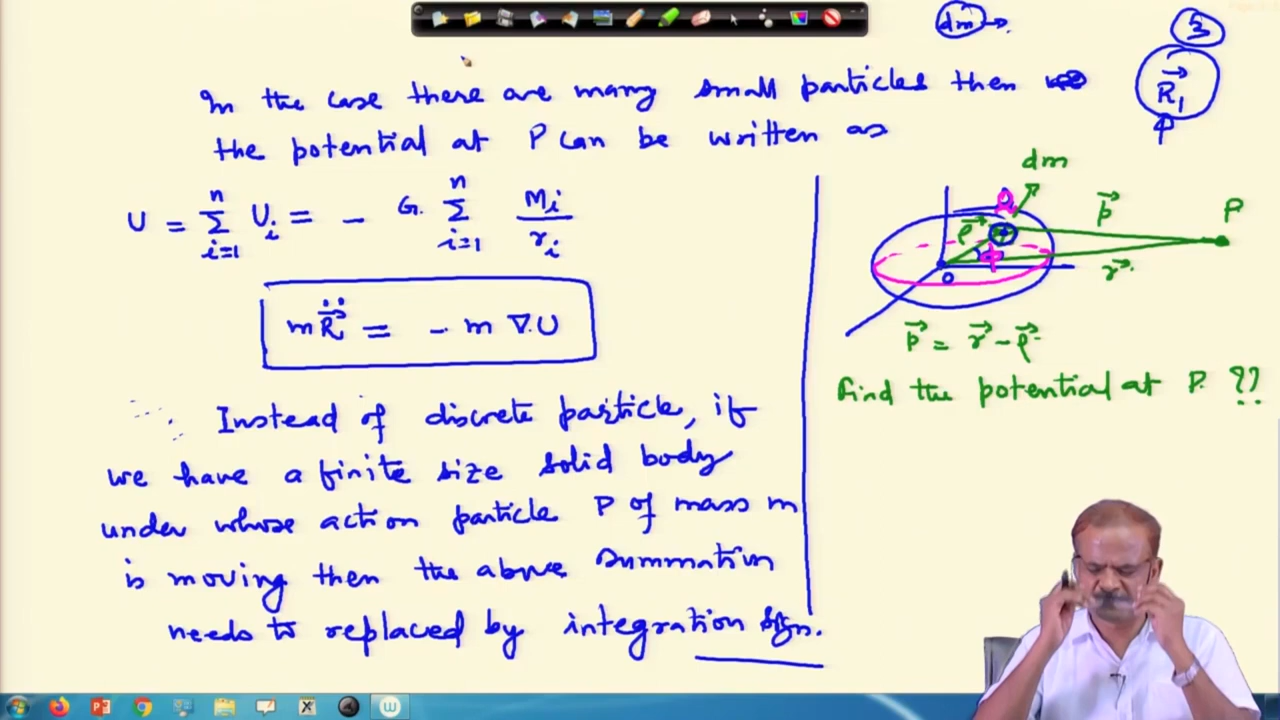 dm
3
R₁
In the case there are many small particles then
the potential at P can be written as
U = Σ_{i=1}^{n} U_i = - G. Σ_{i=1}^{n} M_i / r_i
m R̈ = - m ∇.U
Instead of discrete particle, if
we have a finite size solid body
under whose action particle P of mass m
is moving then the above summation
needs to replaced by integration sign.
dm
Q
p
P
ρ
φ
r
o
p = r - ρ
Find the potential at P. ??